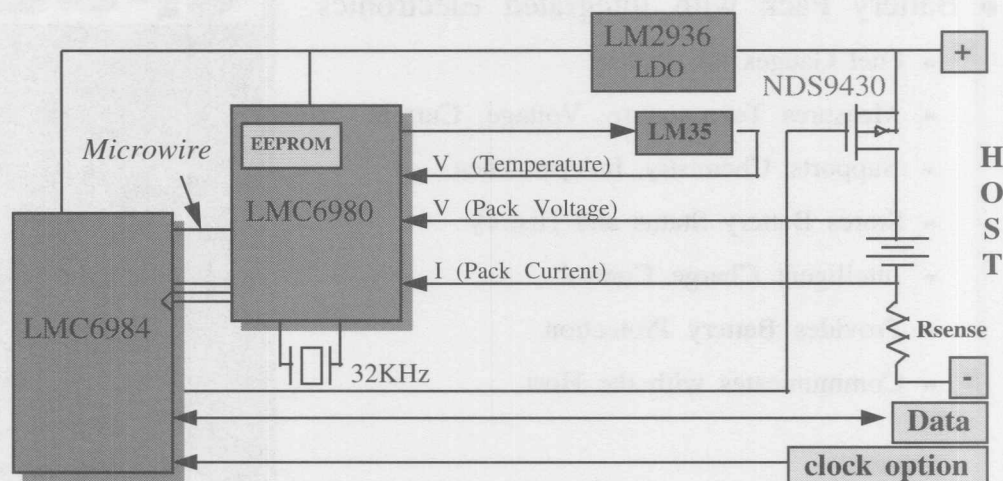 LM2936
LDO
+
NDS9430
EEPROM
LM35
Microwire
V (Temperature)
LMC6980
V (Pack Voltage)
H
O
S
T
I (Pack Current)
LMC6984
Rsense
32KHz
-
Data
clock option